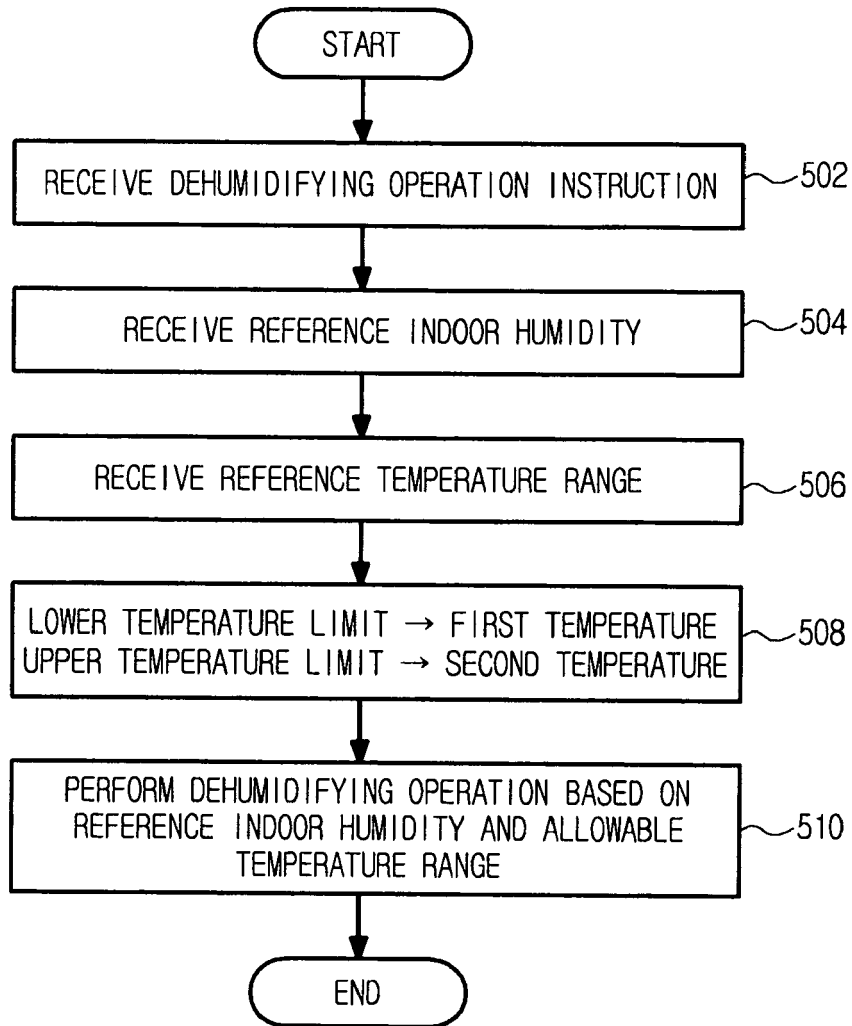 START
RECEIVE DEHUMIDIFYING OPERATION INSTRUCTION
502
RECEIVE REFERENCE INDOOR HUMIDITY
504
RECEIVE REFERENCE TEMPERATURE RANGE
506
LOWER TEMPERATURE LIMIT → FIRST TEMPERATURE
UPPER TEMPERATURE LIMIT → SECOND TEMPERATURE
508
PERFORM DEHUMIDIFYING OPERATION BASED ON
REFERENCE INDOOR HUMIDITY AND ALLOWABLE
TEMPERATURE RANGE
510
END